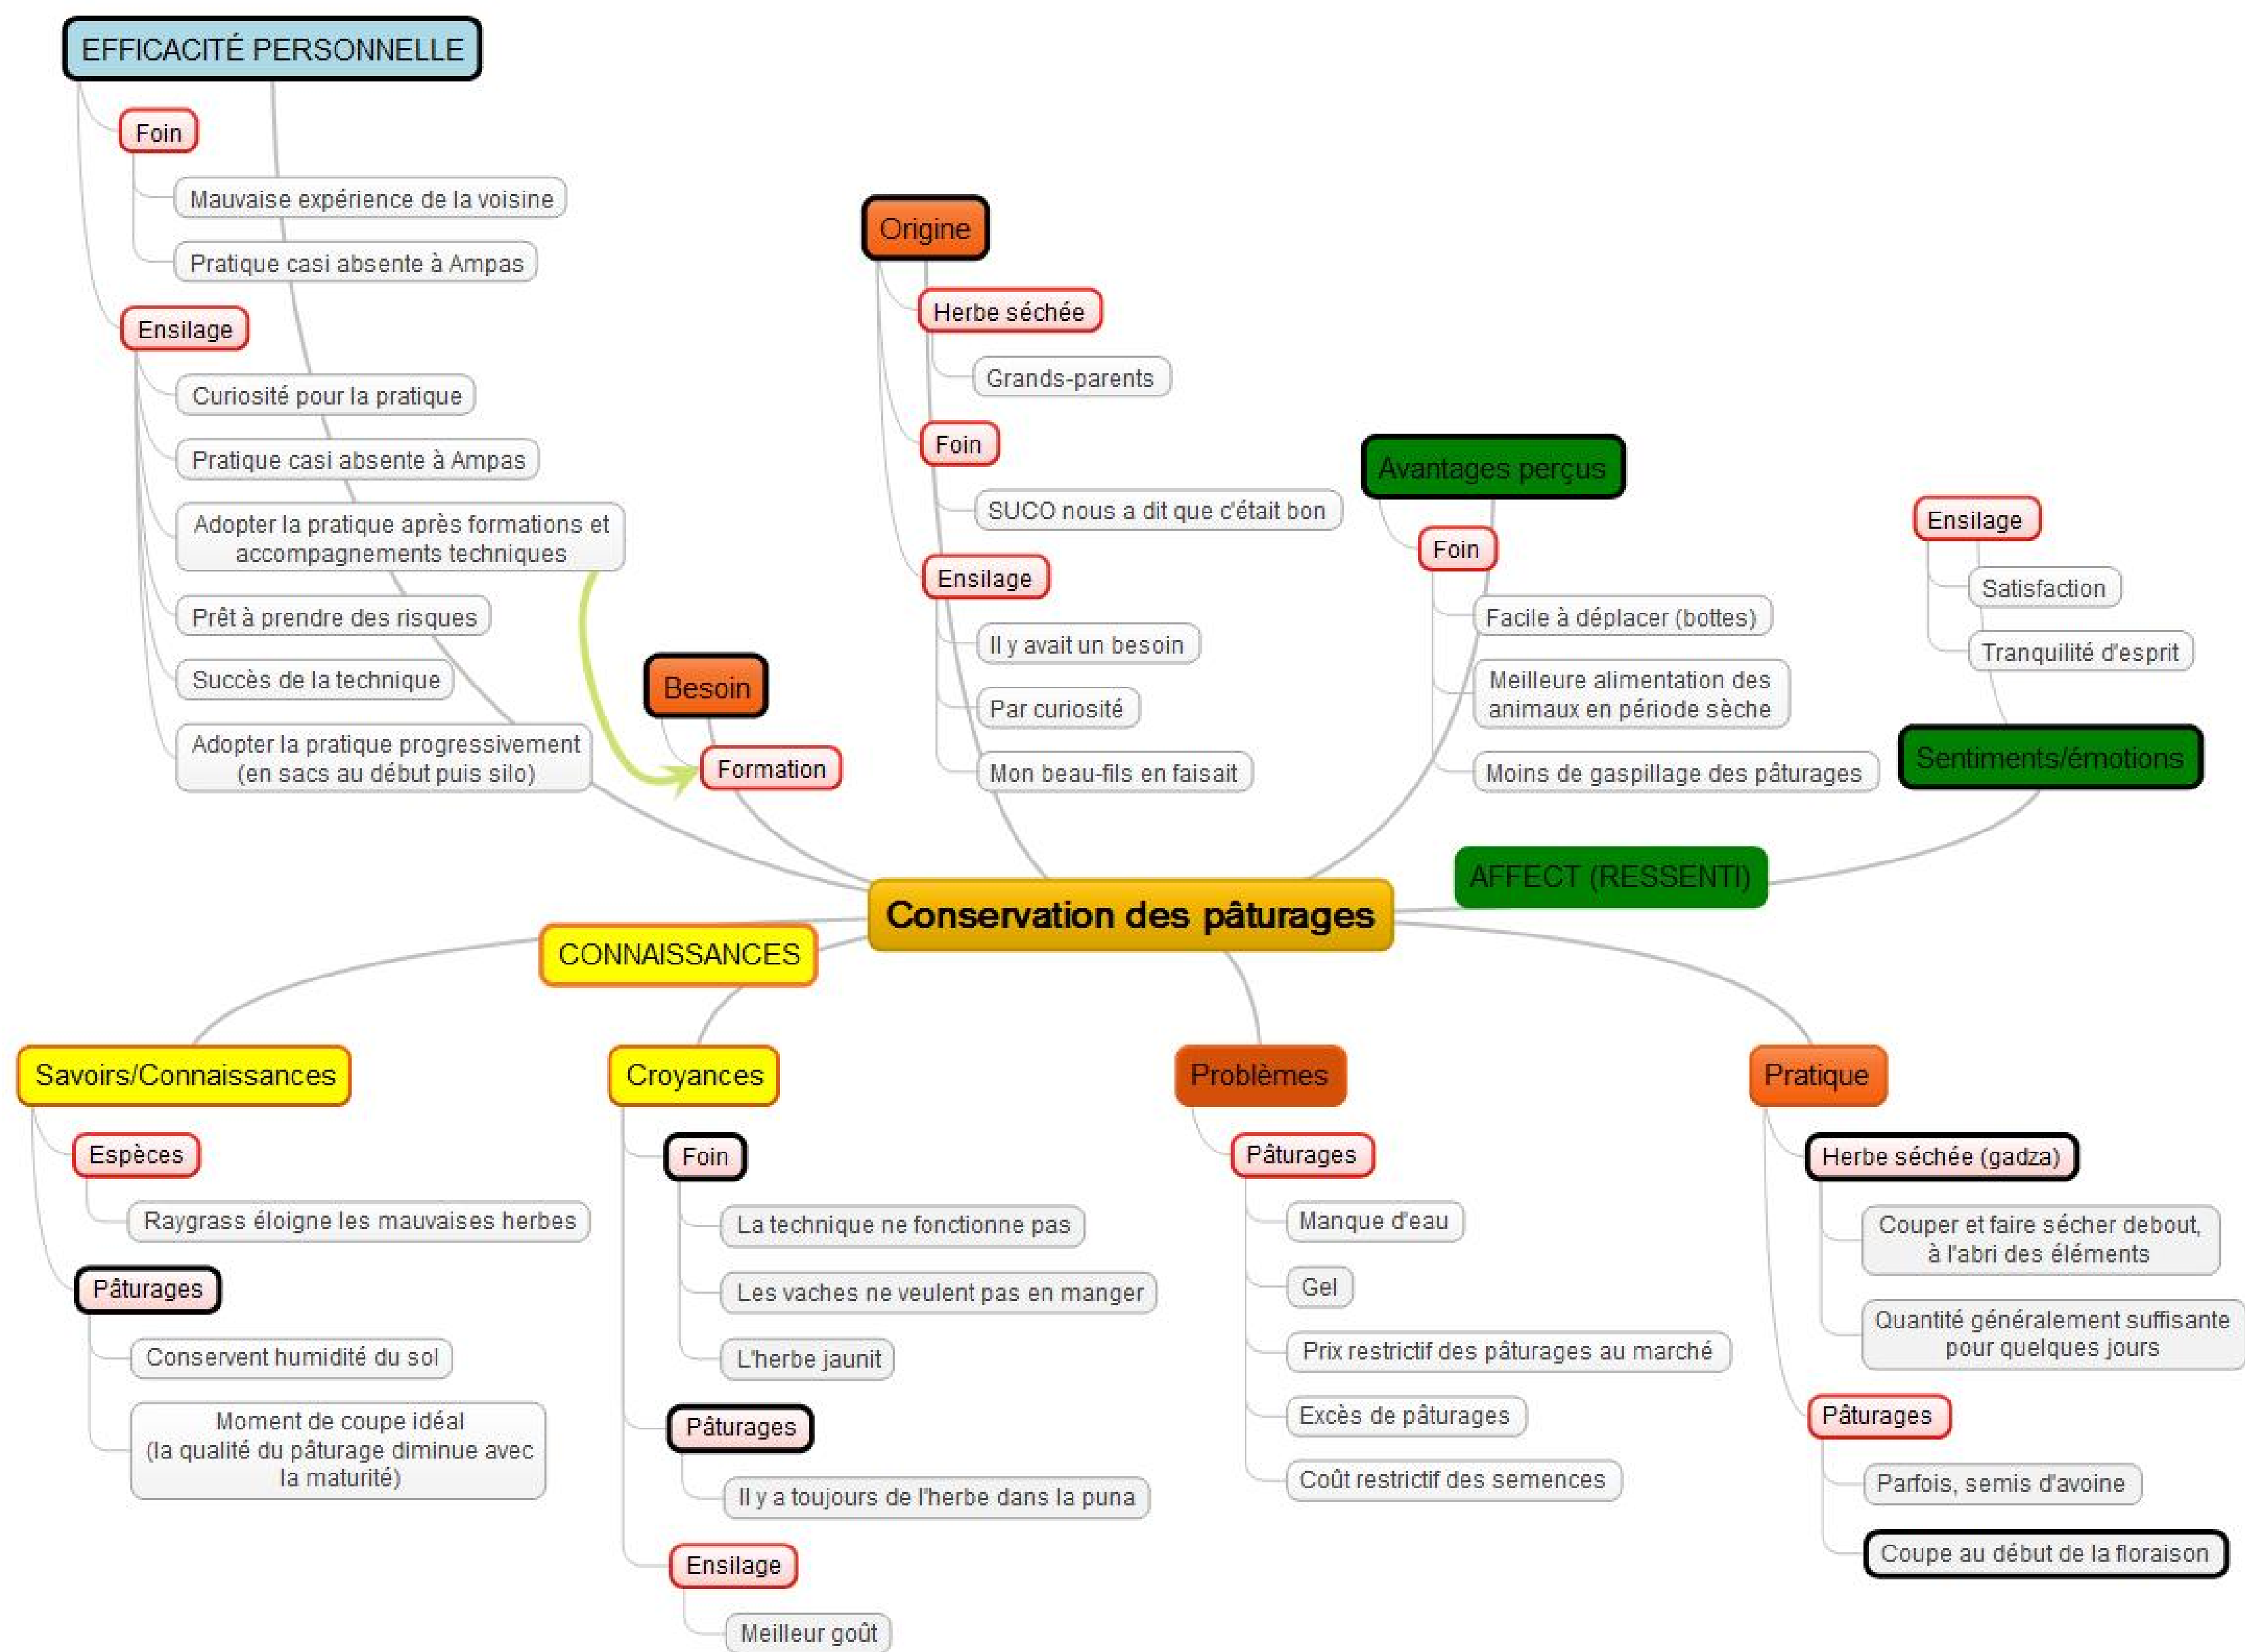 EFFICACITÉ PERSONNELLE
Foin
Mauvaise expérience de la voisine
Pratique casi absente à Ampas
Ensilage
Curiosité pour la pratique
Pratique casi absente à Ampas
Adopter la pratique après formations et
accompagnements techniques
Prêt à prendre des risques
Succès de la technique
Adopter la pratique progressivement
(en sacs au début puis silo)
Besoin
Formation
Origine
Herbe séchée
Grands-parents
Foin
SUCO nous a dit que c'était bon
Ensilage
Il y avait un besoin
Par curiosité
Mon beau-fils en faisait
Avantages perçus
Foin
Facile à déplacer (bottes)
Meilleure alimentation des
animaux en période sèche
Moins de gaspillage des pâturages
Ensilage
Satisfaction
Tranquilité d'esprit
Sentiments/émotions
AFFECT (RESSENTI)
Conservation des pâturages
CONNAISSANCES
Savoirs/Connaissances
Espèces
Raygrass éloigne les mauvaises herbes
Pâturages
Conservent humidité du sol
Moment de coupe idéal
(la qualité du pâturage diminue avec
la maturité)
Croyances
Foin
La technique ne fonctionne pas
Les vaches ne veulent pas en manger
L'herbe jaunit
Pâturages
Il y a toujours de l'herbe dans la puna
Ensilage
Meilleur goût
Problèmes
Pâturages
Manque d'eau
Gel
Prix restrictif des pâturages au marché
Excès de pâturages
Coût restrictif des semences
Pratique
Herbe séchée (gadza)
Couper et faire sécher debout,
à l'abri des éléments
Quantité généralement suffisante
pour quelques jours
Pâturages
Parfois, semis d'avoine
Coupe au début de la floraison